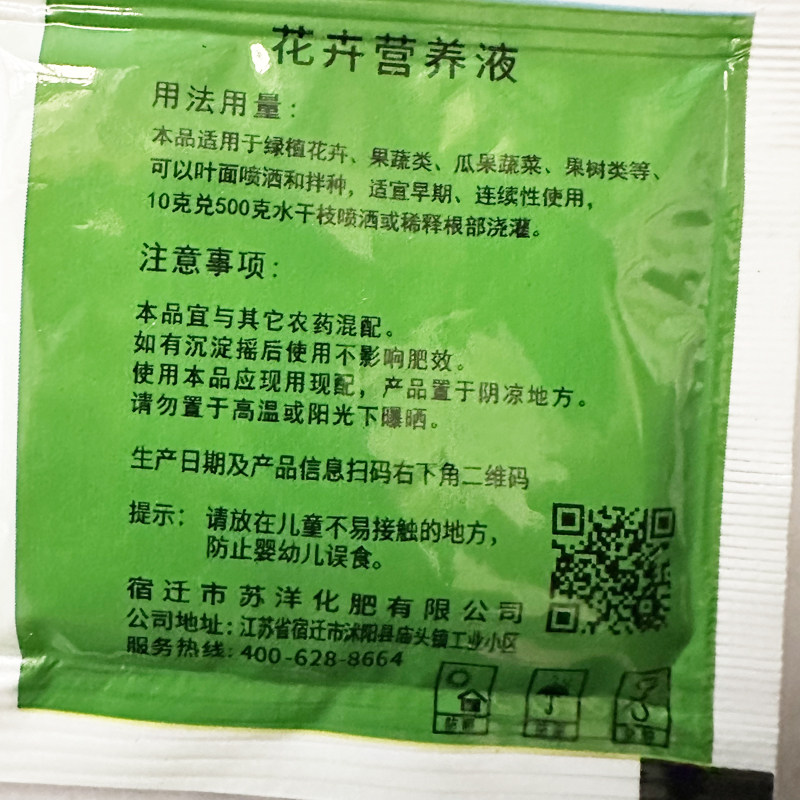 花卉营养液
用法用量：
本品适用于绿植花卉、果蔬类、瓜果蔬菜、果树类等、
可以叶面喷洒和拌种，适宜早期、连续性使用，
10克兑500克水干枝喷洒或稀释根部浇灌。
注意事项：
本品宜与其它农药混配。
如有沉淀摇后使用不影响肥效。
使用本品应现用现配，产品置于阴凉地方。
请勿置于高温或阳光下曝晒。
生产日期及产品信息扫码右下角二维码
提示： 请放在儿童不易接触的地方，
防止婴幼儿误食。
宿迁市苏洋化肥有限公司
公司地址：江苏省宿迁市沭阳县庙头镇工业小区
服务热线：400-628-8664